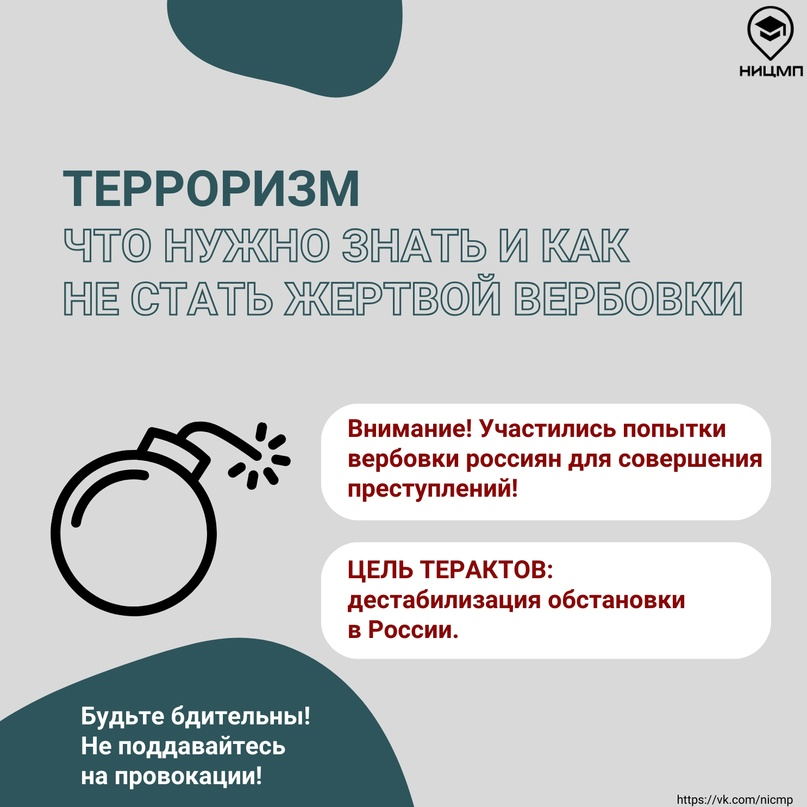 НИЦМП
ТЕРРОРИЗМ
ЧТО НУЖНО ЗНАТЬ И КАК
НЕ СТАТЬ ЖЕРТВОЙ ВЕРБОВКИ
Внимание! Участились попытки
вербовки россиян для совершения
преступлений!
ЦЕЛЬ ТЕРАКТОВ:
дестабилизация обстановки
в России.
Будьте бдительны!
Не поддавайтесь
на провокации!
https://vk.com/nicmp